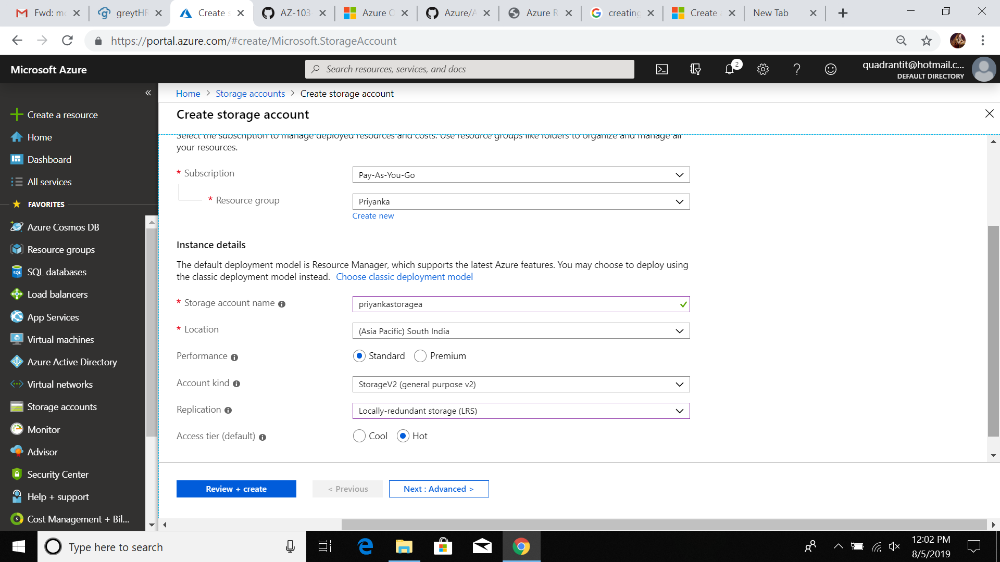 Fwd: mo
greytHR
Create s
AZ-103
Azure C
Azure/A
Azure R
creating
Create a
New Tab
https://portal.azure.com/#create/Microsoft.StorageAccount
Microsoft Azure
Search resources, services, and docs
2
quadrantit@hotmail.c...
DEFAULT DIRECTORY
Home > Storage accounts > Create storage account
Create storage account
Select the subscription to manage deployed resources and costs. Use resource groups like folders to organize and manage all
your resources.
* Subscription
Pay-As-You-Go
* Resource group
Priyanka
Create new
Instance details
The default deployment model is Resource Manager, which supports the latest Azure features. You may choose to deploy using
the classic deployment model instead. Choose classic deployment model
* Storage account name
priyankastoragea
* Location
(Asia Pacific) South India
Performance
Standard
Premium
Account kind
StorageV2 (general purpose v2)
Replication
Locally-redundant storage (LRS)
Access tier (default)
Cool
Hot
Review + create
< Previous
Next : Advanced >
Create a resource
Home
Dashboard
All services
FAVORITES
Azure Cosmos DB
Resource groups
SQL databases
Load balancers
App Services
Virtual machines
Azure Active Directory
Virtual networks
Storage accounts
Monitor
Advisor
Security Center
Help + support
Cost Management + Bil...
Type here to search
12:02 PM
8/5/2019